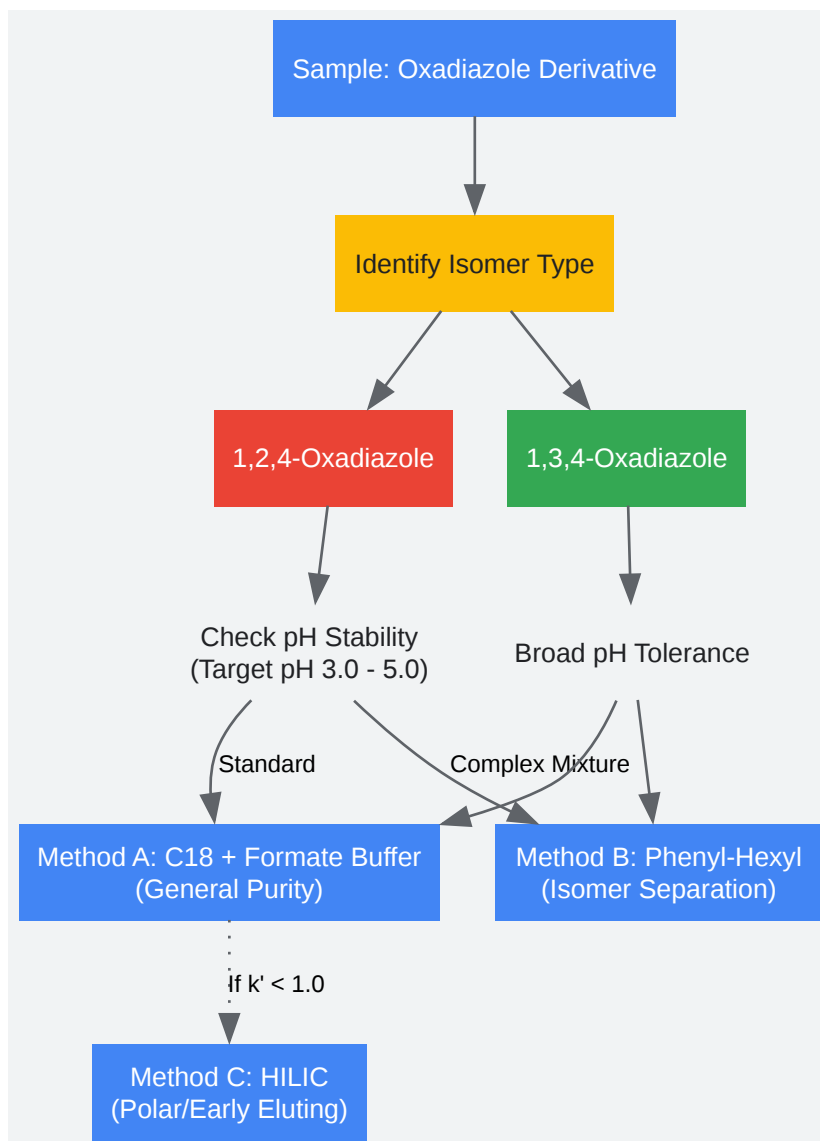 Sample: Oxadiazole Derivative
Identify Isomer Type
1,2,4-Oxadiazole
1,3,4-Oxadiazole
Check pH Stability
(Target pH 3.0 - 5.0)
Broad pH Tolerance
Standard
Complex Mixture
Method A: C18 + Formate Buffer
(General Purity)
Method B: Phenyl-Hexyl
(Isomer Separation)
If k' < 1.0
Method C: HILIC
(Polar/Early Eluting)